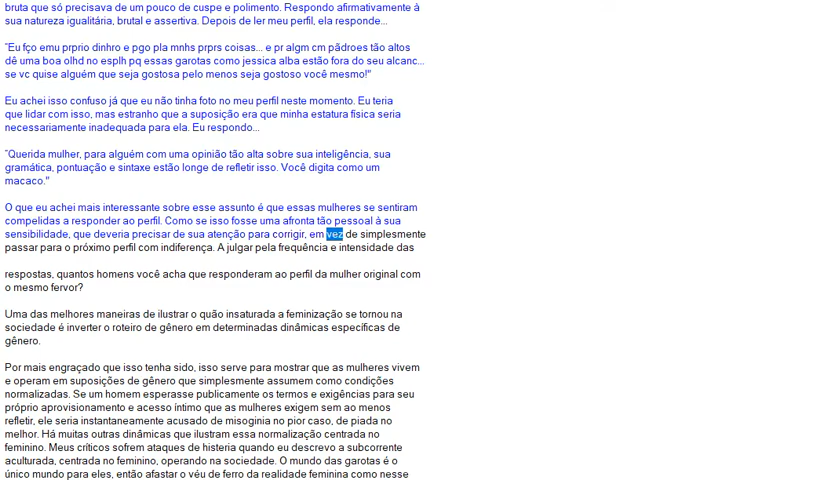 bruta que só precisava de um pouco de cuspe e polimento. Respondo afirmativamente à
sua natureza igualitária, brutal e assertiva. Depois de ler meu perfil, ela responde...
"Eu fço emu prprio dinhro e pgo pla mnhs prprs coisas... e pr algm cm pãdroes tão altos
dê uma boa olhd no esplh pq essas garotas como jessica alba estão fora do seu alcanc...
se vc quise alguém que seja gostosa pelo menos seja gostoso você mesmo!"
Eu achei isso confuso já que eu não tinha foto no meu perfil neste momento. Eu teria
que lidar com isso, mas estranho que a suposição era que minha estatura física seria
necessariamente inadequada para ela. Eu respondo...
"Querida mulher, para alguém com uma opinião tão alta sobre sua inteligência, sua
gramática, pontuação e sintaxe estão longe de refletir isso. Você digita como um
macaco."
O que eu achei mais interessante sobre esse assunto é que essas mulheres se sentiram
compelidas a responder ao perfil. Como se isso fosse uma afronta tão pessoal à sua
sensibilidade, que deveria precisar de sua atenção para corrigir, em vez de simplesmente
passar para o próximo perfil com indiferença. A julgar pela frequência e intensidade das
respostas, quantos homens você acha que responderam ao perfil da mulher original com
o mesmo fervor?
Uma das melhores maneiras de ilustrar o quão insaturada a feminização se tornou na
sociedade é inverter o roteiro de gênero em determinadas dinâmicas específicas de
gênero.
Por mais engraçado que isso tenha sido, isso serve para mostrar que as mulheres vivem
e operam em suposições de gênero que simplesmente assumem como condições
normalizadas. Se um homem esperasse publicamente os termos e exigências para seu
próprio aprovisionamento e acesso íntimo que as mulheres exigem sem ao menos
refletir, ele seria instantaneamente acusado de misoginia no pior caso, de piada no
melhor. Há muitas outras dinâmicas que ilustram essa normalização centrada no
feminino. Meus críticos sofrem ataques de histeria quando eu descrevo a subcorrente
aculturada, centrada no feminino, operando na sociedade. O mundo das garotas é o
único mundo para eles, então afastar o véu de ferro da realidade feminina como nesse